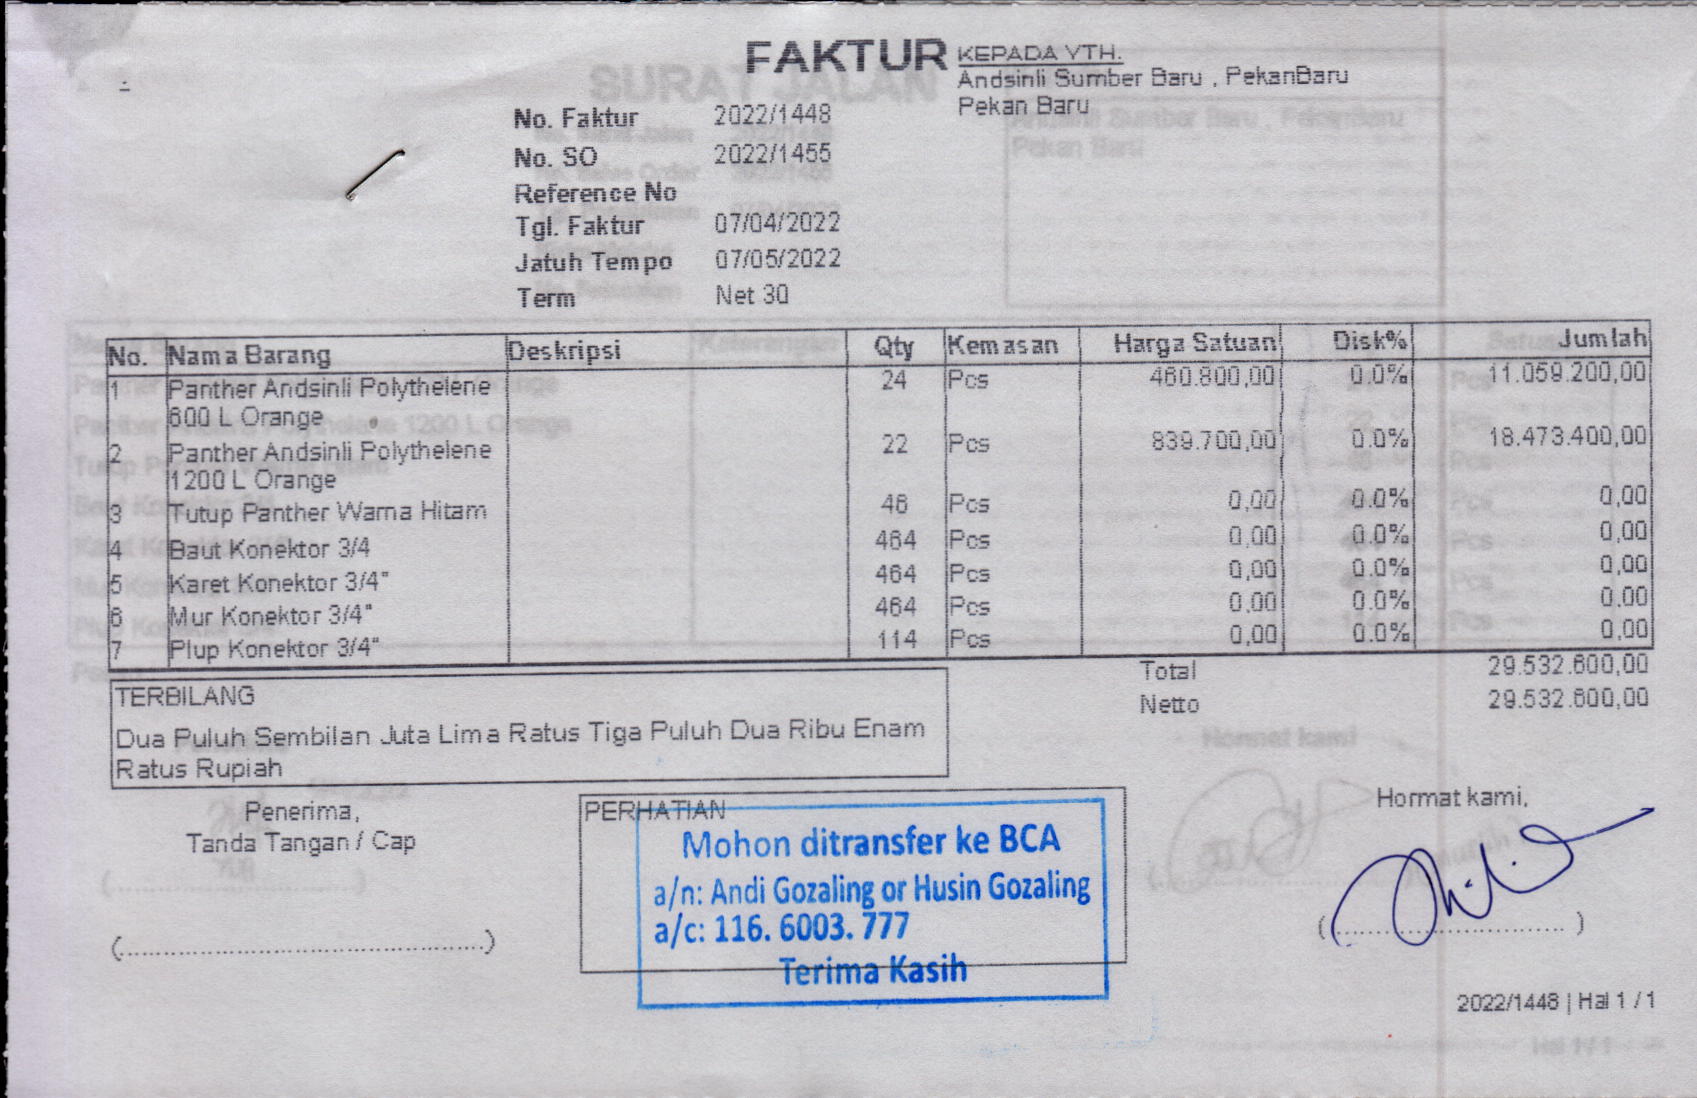 FAKTUR
KEPADA YTH.
Andsinli Sumber Baru , PekanBaru
Pekan Baru
No. Faktur 2022/1448
No. SO 2022/1455
Reference No
Tgl. Faktur 07/04/2022
Jatuh Tempo 07/05/2022
Term Net 30
No. Nama Barang Deskripsi Qty Kemasan Harga Satuan Disk% Jumlah
1 Panther Andsinli Polythelene 24 Pcs 460.800,00 0.0% 11.059.200,00
600 L Orange
2 Panther Andsinli Polythelene 22 Pcs 839.700,00 0.0% 18.473.400,00
1200 L Orange
3 Tutup Panther Warna Hitam 46 Pcs 0,00 0.0% 0,00
4 Baut Konektor 3/4 464 Pcs 0,00 0.0% 0,00
5 Karet Konektor 3/4" 464 Pcs 0,00 0.0% 0,00
6 Mur Konektor 3/4" 464 Pcs 0,00 0.0% 0.00
7 Plup Konektor 3/4" 114 Pcs 0,00 0.0% 0,00
Total 29.532.600,00
Netto 29.532.600,00
TERBILANG
Dua Puluh Sembilan Juta Lima Ratus Tiga Puluh Dua Ribu Enam
Ratus Rupiah
Penerima,
Tanda Tangan / Cap
PERHATIAN
Mohon ditransfer ke BCA
a/n: Andi Gozaling or Husin Gozaling
a/c: 116. 6003. 777
Terima Kasih
Hormat kami,
2022/1448 | Hal 1 / 1